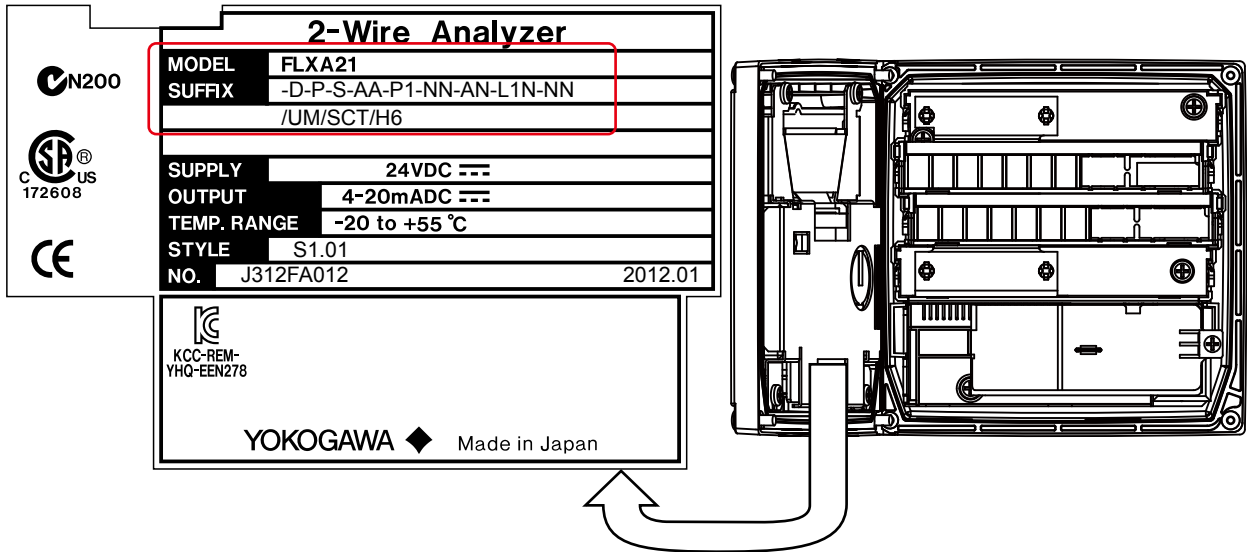 2-Wire Analyzer
MODEL FLXA21
SUFFIX -D-P-S-AA-P1-NN-AN-L1N-NN
/UM/SCT/H6
N200
SUPPLY 24VDC
C SA ® US
172608
OUTPUT 4-20mADC
TEMP. RANGE -20 to +55 ℃
STYLE S1.01
CE
NO. J312FA012 2012.01
KCC-REM-
YHQ-EEN278
YOKOGAWA ◆ Made in Japan